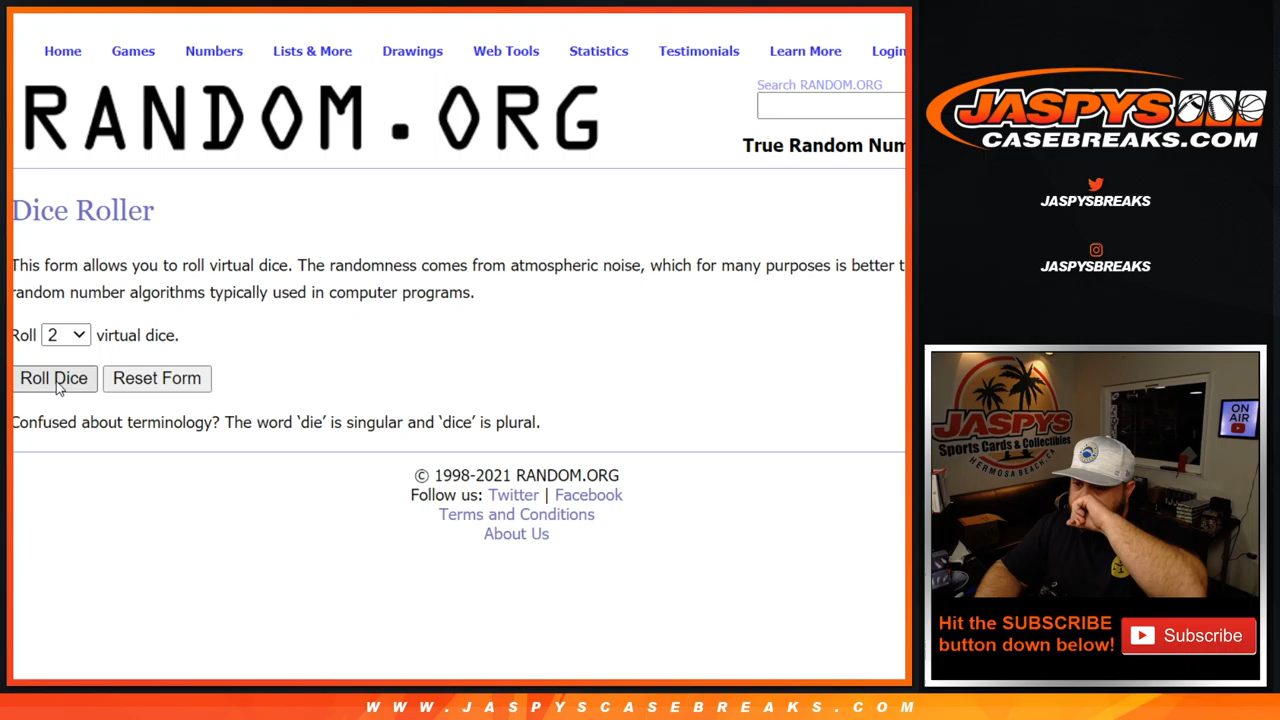 Home Games Numbers Lists & More Drawings Web Tools Statistics Testimonials Learn More Login
RANDOM.ORG
Search RANDOM.ORG
True Random Num
Dice Roller
This form allows you to roll virtual dice. The randomness comes from atmospheric noise, which for many purposes is better t
random number algorithms typically used in computer programs.
Roll 2 virtual dice.
Roll Dice Reset Form
Confused about terminology? The word ‘die’ is singular and ‘dice’ is plural.
© 1998-2021 RANDOM.ORG
Follow us: Twitter | Facebook
Terms and Conditions
About Us
JASPYS
CASEBREAKS.COM
JASPYSBREAKS
JASPYSBREAKS
JASPYS
Sports Cards & Collectibles
HERMOSA BEACH, CA
ON
AIR
Hit the SUBSCRIBE
button down below!
Subscribe
WWW.JASPYSCASEBREAKS.COM